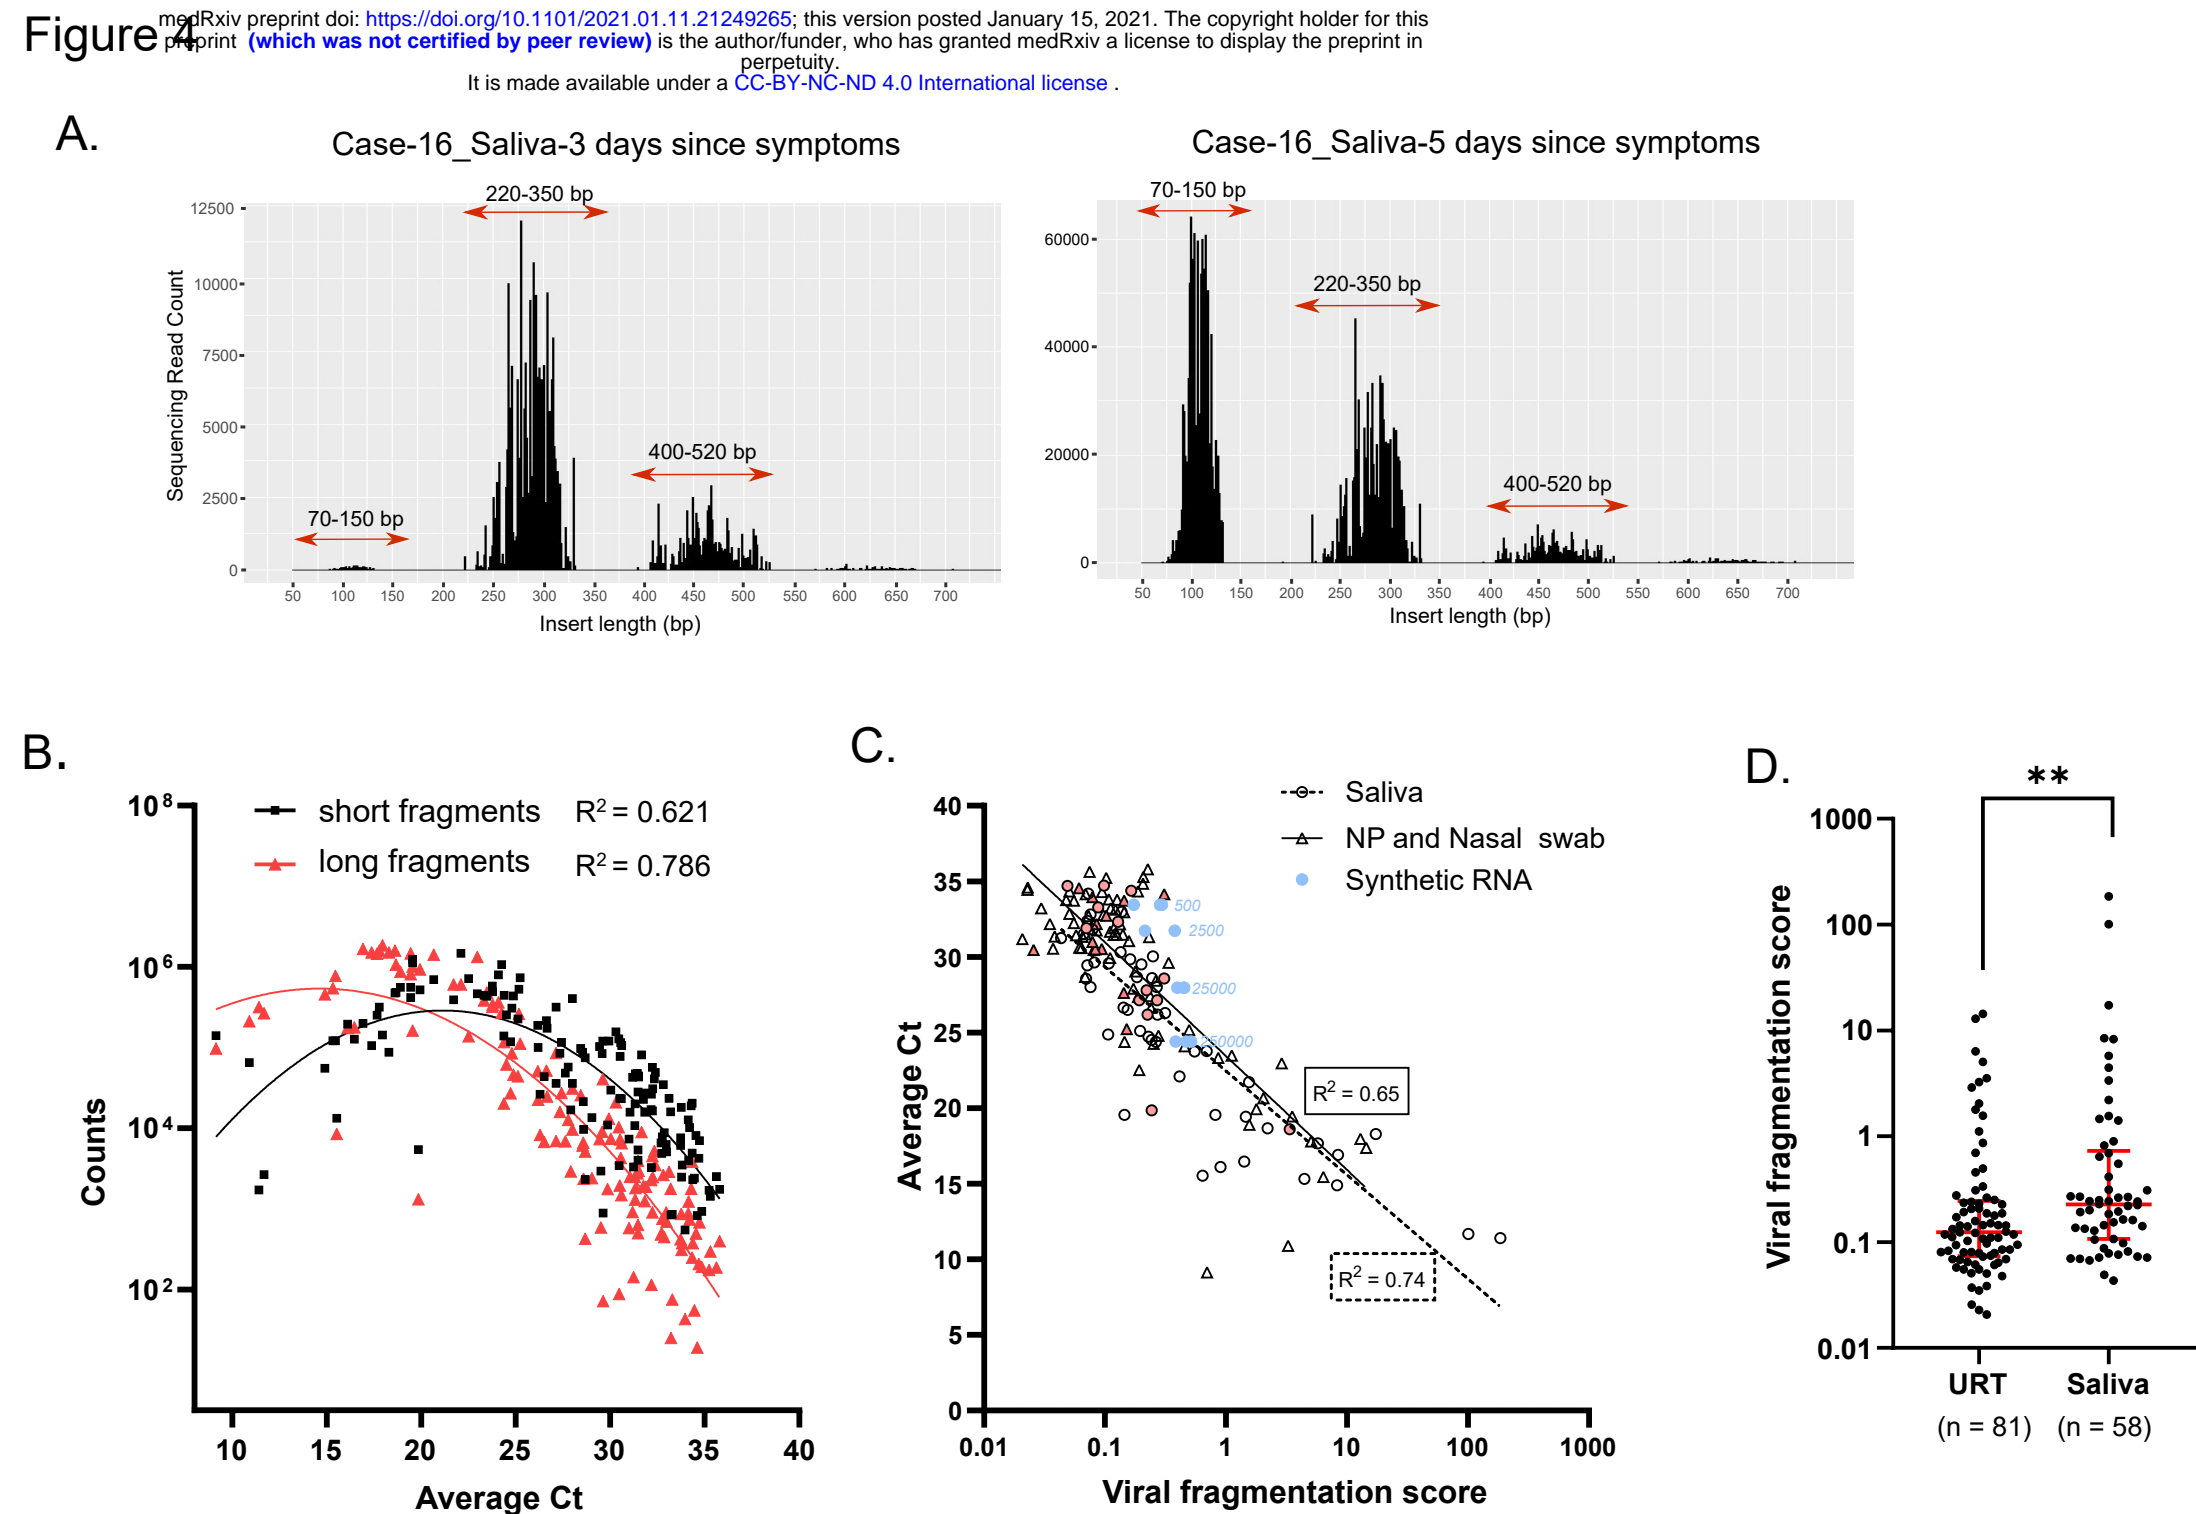 Figure 4
medRxiv preprint doi: https://doi.org/10.1101/2021.01.11.21249265; this version posted January 15, 2021. The copyright holder for this
preprint (which was not certified by peer review) is the author/funder, who has granted medRxiv a license to display the preprint in
perpetuity.
It is made available under a CC-BY-NC-ND 4.0 International license .
A.
Case-16_Saliva-3 days since symptoms
220-350 bp
400-520 bp
70-150 bp
Sequencing Read Count
12500
10000
7500
5000
2500
0
50 100 150 200 250 300 350 400 450 500 550 600 650 700
Insert length (bp)
Case-16_Saliva-5 days since symptoms
70-150 bp
220-350 bp
400-520 bp
60000
40000
20000
0
50 100 150 200 250 300 350 400 450 500 550 600 650 700
Insert length (bp)
B.
short fragments R² = 0.621
long fragments R² = 0.786
Counts
10⁸
10⁶
10⁴
10²
10 15 20 25 30 35 40
Average Ct
C.
Saliva
NP and Nasal swab
Synthetic RNA
500
2500
25000
250000
R² = 0.65
R² = 0.74
Average Ct
40
35
30
25
20
15
10
5
0
0.01 0.1 1 10 100 1000
Viral fragmentation score
D.
**
Viral fragmentation score
1000
100
10
1
0.1
0.01
URT Saliva
(n = 81) (n = 58)